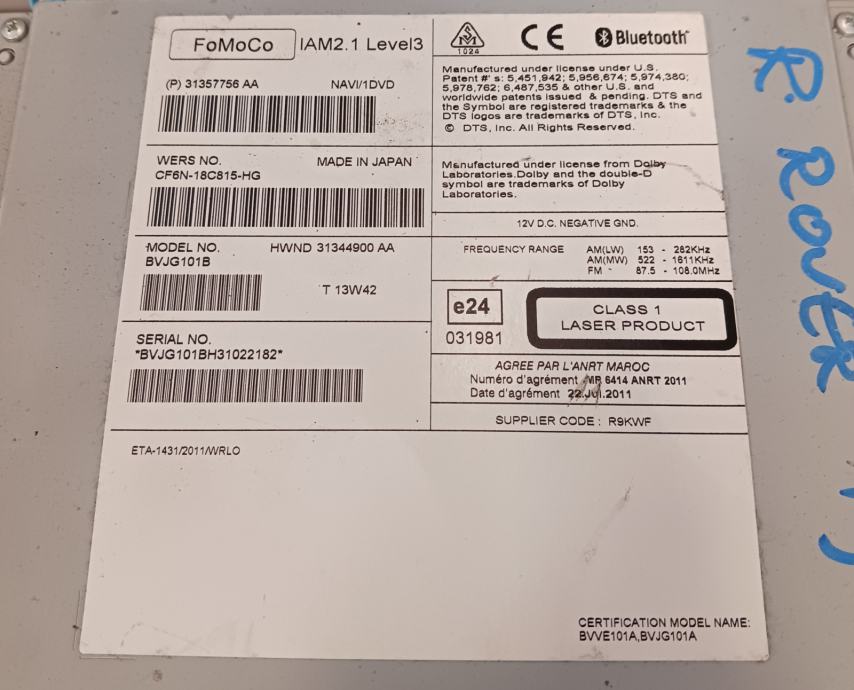 FoMoCo IAM2.1 Level3
(P) 31357756 AA NAVI/1DVD
WERS NO. MADE IN JAPAN
CF6N-18C815-HG
MODEL NO. HWND 31344900 AA
BVJG101B
T 13W42
SERIAL NO.
*BVJG101BH31022182*
ETA-1431/2011/WRLO
1024
CE
Bluetooth
Manufactured under license under U.S.
Patent #' s: 5,451,942; 5,956,674; 5,974,380;
5,978,762; 6,487,535 & other U.S. and
worldwide patents issued & pending. DTS and
the Symbol are registered trademarks & the
DTS logos are trademarks of DTS, Inc.
© DTS, Inc. All Rights Reserved.
Manufactured under license from Dolby
Laboratories.Dolby and the double-D
symbol are trademarks of Dolby
Laboratories.
12V D.C. NEGATIVE GND.
FREQUENCY RANGE AM(LW) 153 - 282KHz
AM(MW) 522 - 1611KHz
FM 87.5 - 108.0MHz
e24
031981
CLASS 1
LASER PRODUCT
AGREE PAR L'ANRT MAROC
Numéro d'agrément MR 6414 ANRT 2011
Date d'agrément 22.Jul.2011
SUPPLIER CODE : R9KWF
CERTIFICATION MODEL NAME:
BVVE101A,BVJG101A
R. ROVER